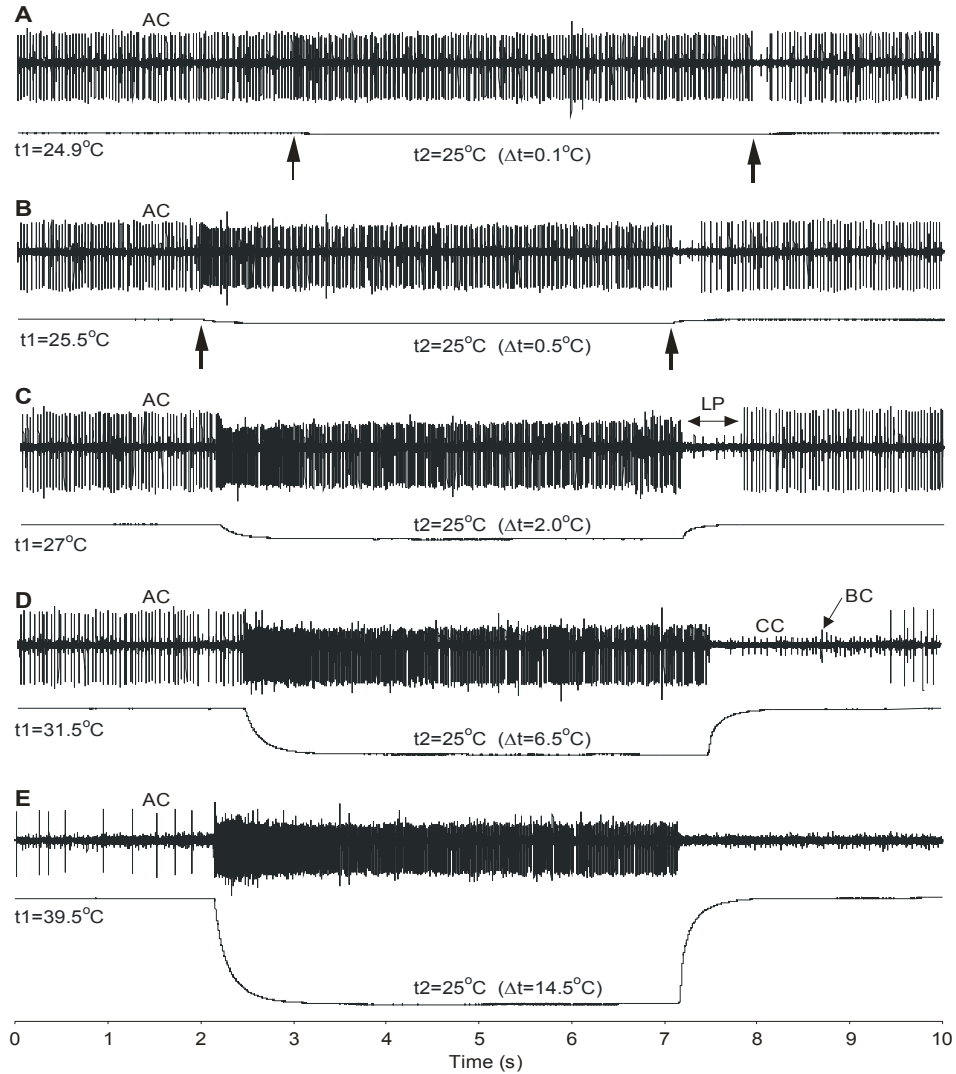 A
AC
t1=24.9°C
t2=25°C (Δt=0.1°C)
B
AC
t1=25.5°C
t2=25°C (Δt=0.5°C)
C
AC
LP
t1=27°C
t2=25°C (Δt=2.0°C)
D
AC
BC
CC
t1=31.5°C
t2=25°C (Δt=6.5°C)
E
AC
t1=39.5°C
t2=25°C (Δt=14.5°C)
0 1 2 3 4 5 6 7 8 9 10
Time (s)